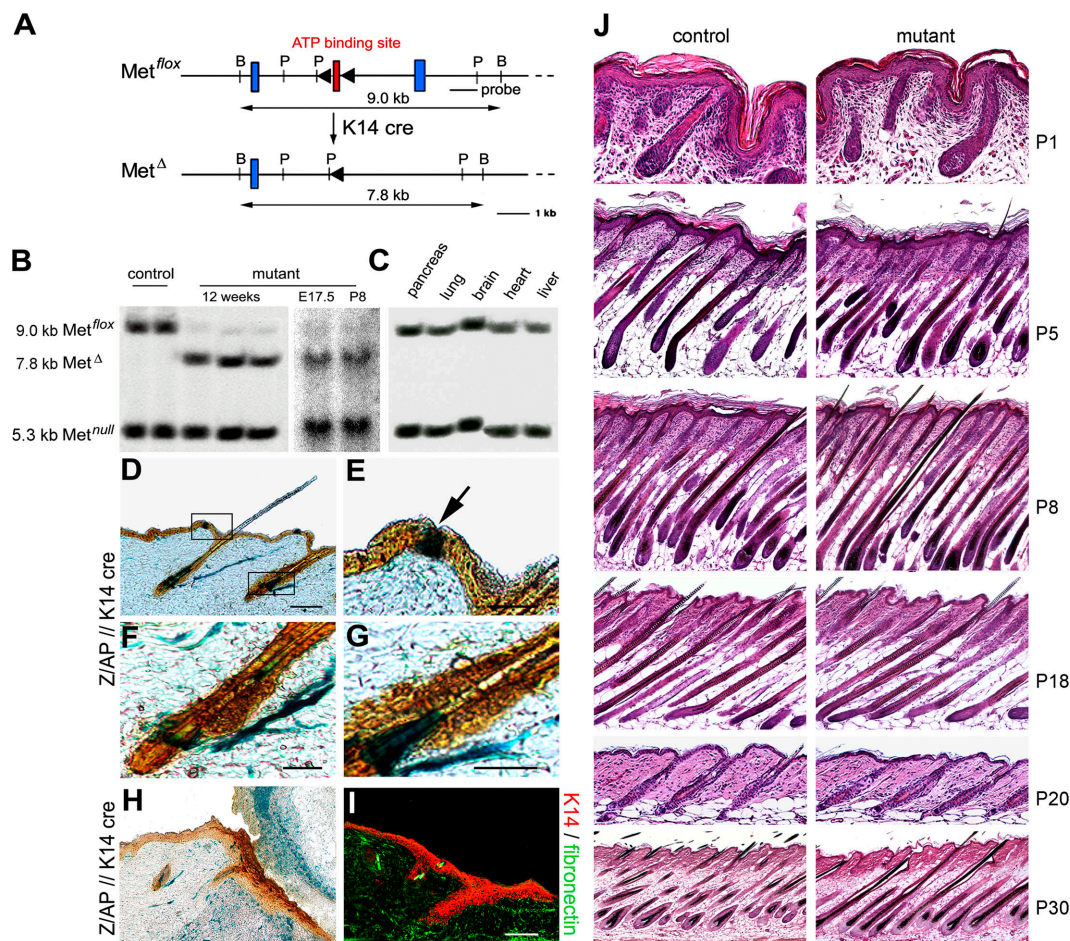 A
ATP binding site
Met flox
B P P P B
probe
9.0 kb
K14 cre
Met Δ
B P P P B
7.8 kb
1 kb
B
control mutant
12 weeks E17.5 P8
9.0 kb Met flox
7.8 kb Met Δ
5.3 kb Met null
C
pancreas
lung
brain
heart
liver
Z/AP // K14 cre
D
E
F
G
Z/AP // K14 cre
H
I
K14 / fibronectin
J
control mutant
P1
P5
P8
P18
P20
P30